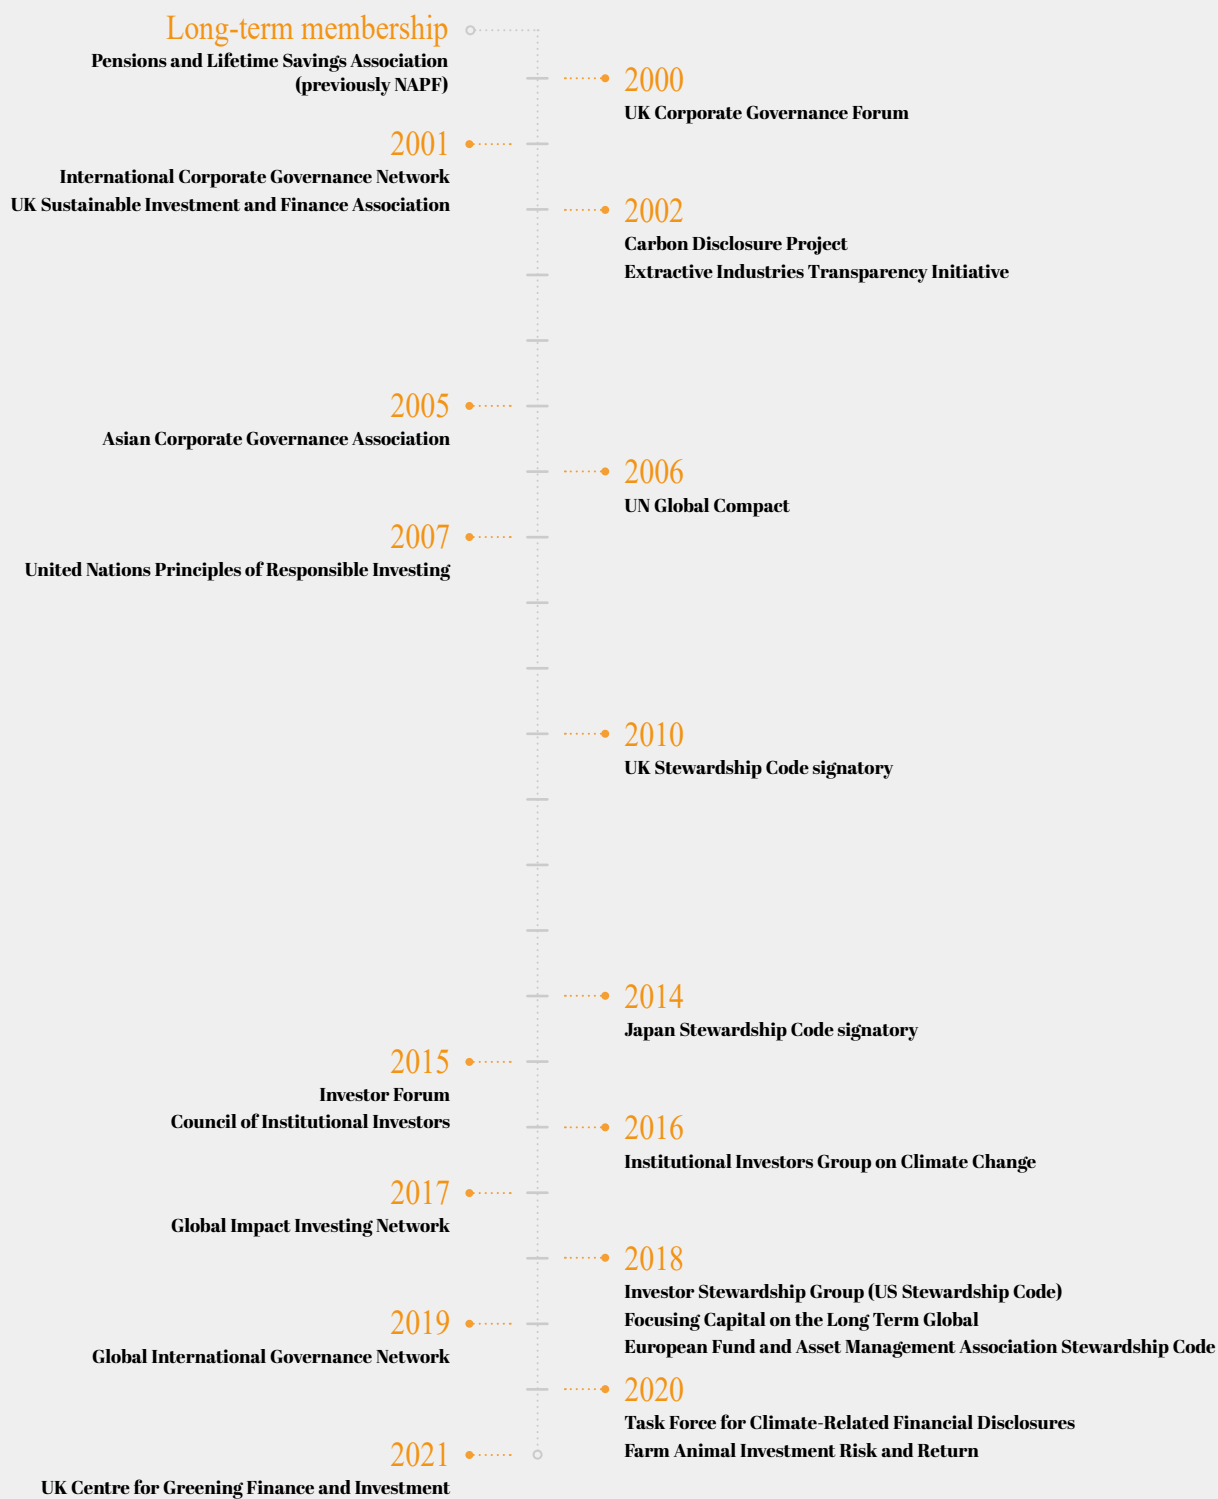 Long-term membership
Pensions and Lifetime Savings Association
(previously NAPF)
2000
UK Corporate Governance Forum
2001
International Corporate Governance Network
UK Sustainable Investment and Finance Association
2002
Carbon Disclosure Project
Extractive Industries Transparency Initiative
2005
Asian Corporate Governance Association
2006
UN Global Compact
2007
United Nations Principles of Responsible Investing
2010
UK Stewardship Code signatory
2014
Japan Stewardship Code signatory
2015
Investor Forum
Council of Institutional Investors
2016
Institutional Investors Group on Climate Change
2017
Global Impact Investing Network
2018
Investor Stewardship Group (US Stewardship Code)
Focusing Capital on the Long Term Global
European Fund and Asset Management Association Stewardship Code
2019
Global International Governance Network
2020
Task Force for Climate-Related Financial Disclosures
Farm Animal Investment Risk and Return
2021
UK Centre for Greening Finance and Investment